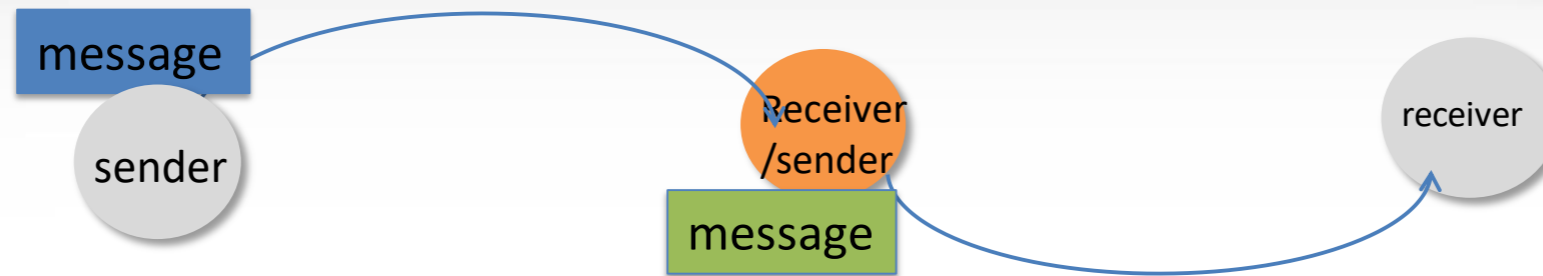 message
sender
Receiver
/sender
message
receiver